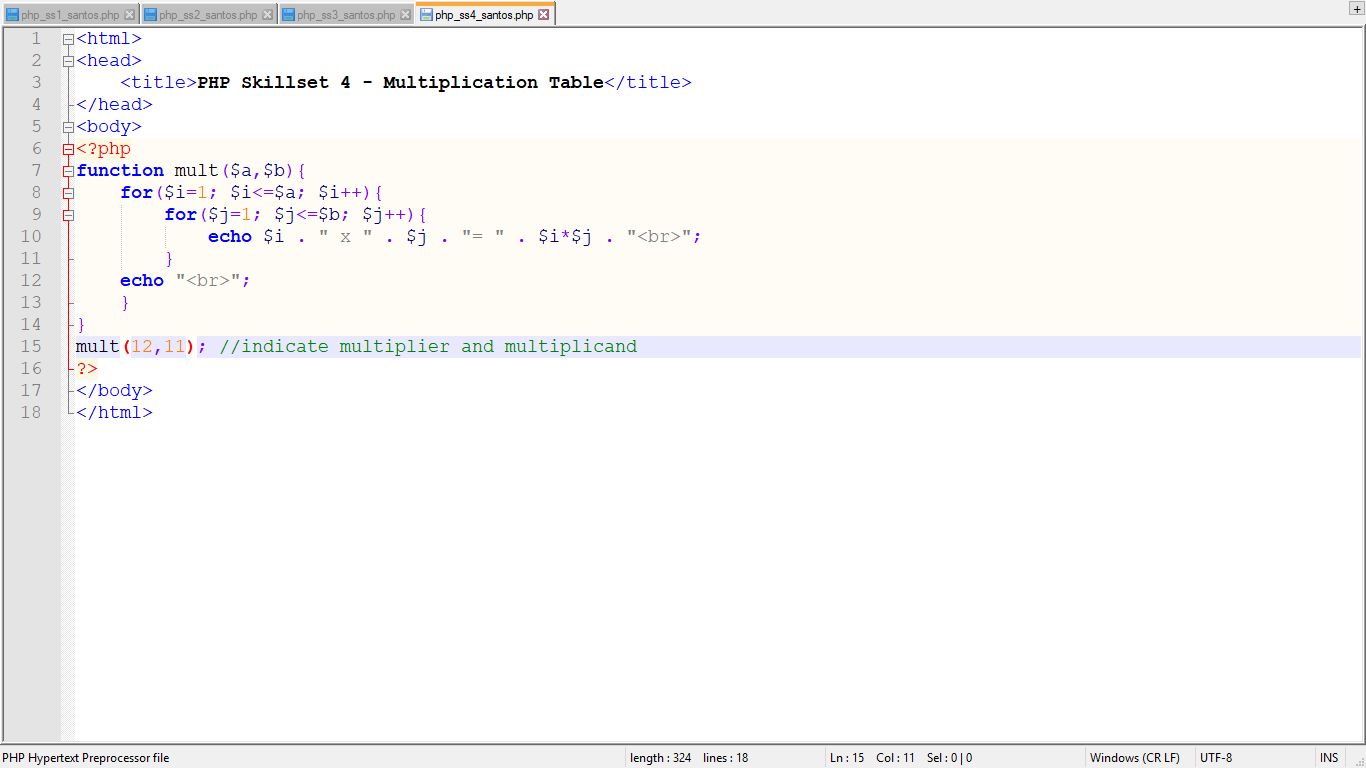 php_ss1_santos.php php_ss2_santos.php php_ss3_santos.php php_ss4_santos.php +
1 <html>
2 <head>
3     <title>PHP Skillset 4 - Multiplication Table</title>
4 </head>
5 <body>
6 <?php
7 function mult($a,$b){
8     for($i=1; $i<=$a; $i++){
9         for($j=1; $j<=$b; $j++){
10             echo $i . " x " . $j . "= " . $i*$j . "<br>";
11         }
12     echo "<br>";
13     }
14 }
15 mult(12,11); //indicate multiplier and multiplicand
16 ?>
17 </body>
18 </html>
PHP Hypertext Preprocessor file length : 324 lines : 18 Ln : 15 Col : 11 Sel : 0 | 0 Windows (CR LF) UTF-8 INS